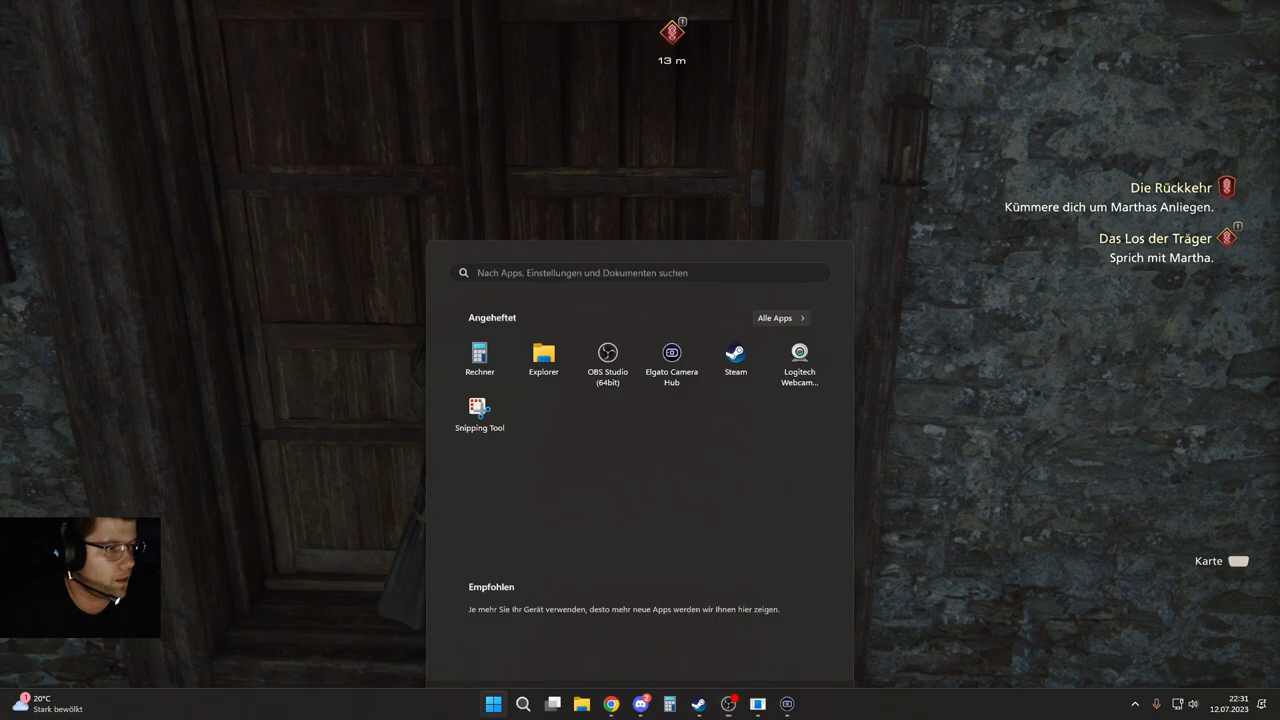 13 m
Die Rückkehr
Kümmere dich um Marthas Anliegen.
Das Los der Träger
Sprich mit Martha.
Nach Apps, Einstellungen und Dokumenten suchen
Angeheftet
Alle Apps
Rechner
Explorer
OBS Studio
(64bit)
Elgato Camera
Hub
Steam
Logitech
Webcam...
Snipping Tool
Karte
Empfohlen
Je mehr Sie Ihr Gerät verwenden, desto mehr neue Apps werden wir Ihnen hier zeigen.
1
20°C
Stark bewölkt
2
22:31
12.07.2023